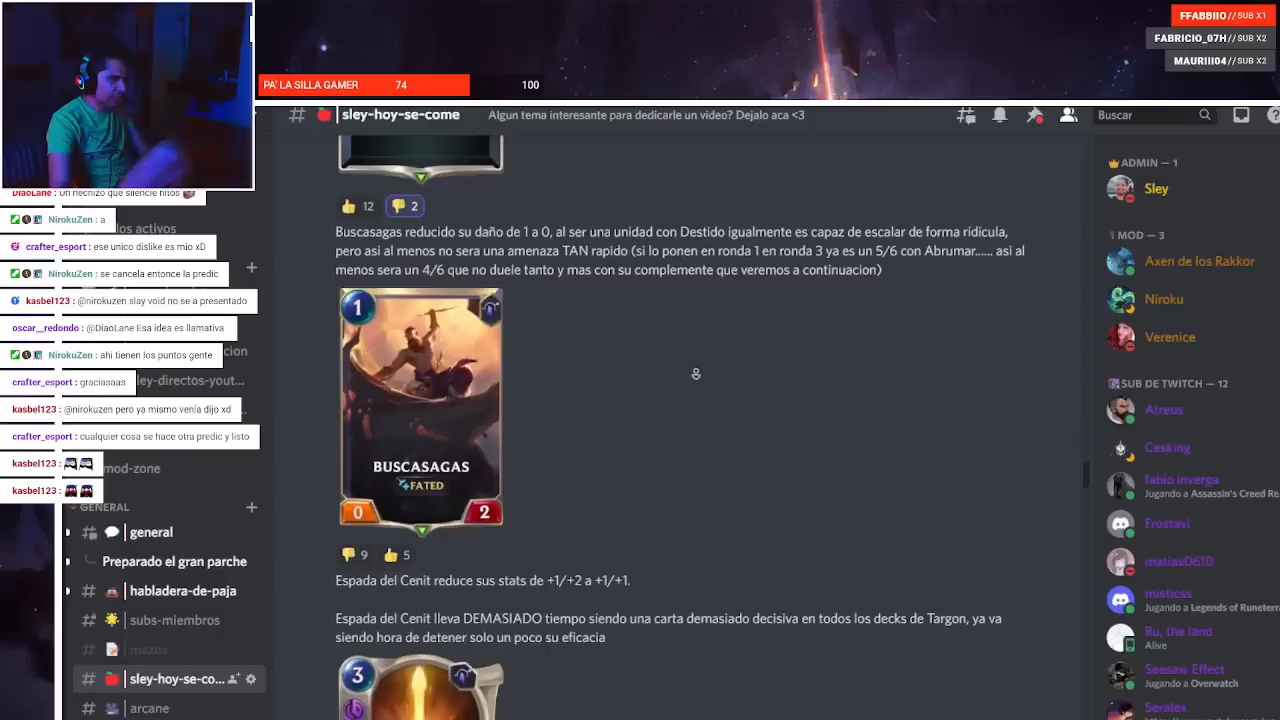 FFABBIIO// SUB X1
FABRICIO_07H// SUB X2
MAURIII04// SUB X2
PA' LA SILLA GAMER 74 100
# sley-hoy-se-come Algun tema interesante para dedicarle un video? Dejalo aca <3
Buscar
DiaoLane: Un hechizo que silencie hitos
NirokuZen : a
los activos
crafter_esport : ese unico dislike es mio xD
NirokuZen : se cancela entonce la predic
kasbel123 : @nirokuzen slay void no se a presentado
oscar__redondo : @DiaoLane Esa idea es llamativa
NirokuZen : ahi tienen los puntos gente
cion
crafter_esport : graciasaas
ley-directos-yout...
kasbel123 : @nirokuzen pero ya mismo venía dijo xd
crafter_esport : cualquier cosa se hace otra predic y listo
kasbel123 :
mod-zone
kasbel123 :
GENERAL
general
Preparado el gran parche
# habladera-de-paja
# subs-miembros
# mazos
# sley-hoy-se-co...
# arcane
12 2
Buscasagas reducido su daño de 1 a 0, al ser una unidad con Destido igualmente es capaz de escalar de forma ridicula,
pero asi al menos no sera una amenaza TAN rapido (si lo ponen en ronda 1 en ronda 3 ya es un 5/6 con Abrumar...... asi al
menos sera un 4/6 que no duele tanto y mas con su complemente que veremos a continuacion)
1
BUSCASAGAS
FATED
0 2
9 5
Espada del Cenit reduce sus stats de +1/+2 a +1/+1.
Espada del Cenit lleva DEMASIADO tiempo siendo una carta demasiado decisiva en todos los decks de Targon, ya va
siendo hora de detener solo un poco su eficacia
3
ADMIN — 1
Sley
MOD — 3
Axen de los Rakkor
Niroku
Verenice
SUB DE TWITCH — 12
Atreus
Cesking
fabio inverga
Jugando a Assassin's Creed Re
Frostavi
matias0610
misticss
Jugando a Legends of Runeterr
Ru, the land
Alive
Seesaw Effect
Jugando a Overwatch
Seralex